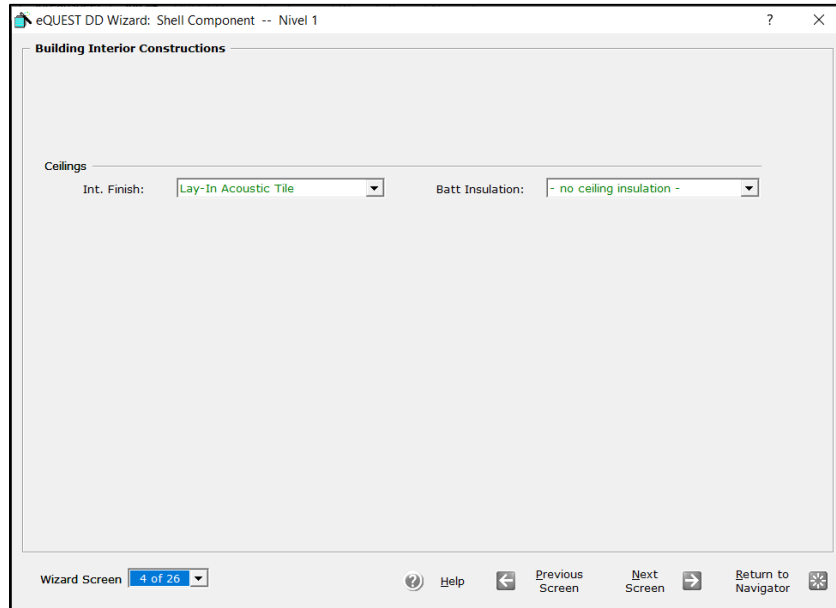 eQUEST DD Wizard: Shell Component -- Nivel 1 ?
Building Interior Constructions
Ceilings
Int. Finish: Lay-In Acoustic Tile Batt Insulation: - no ceiling insulation -
Wizard Screen 4 of 26 Help Previous Screen Next Screen Return to Navigator